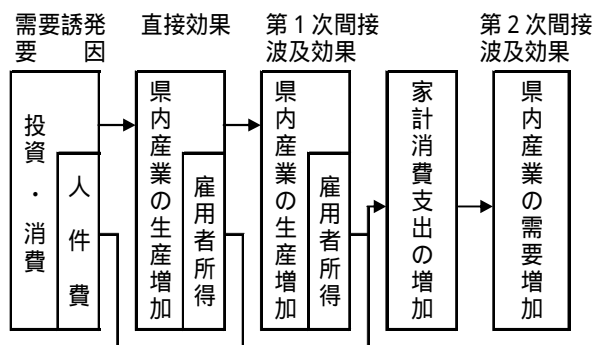 需要誘発
要　　因
直接効果
第１次間接
波及効果
第２次間接
波及効果
投資・消費
人件費
県内産業の生産増加
雇用者所得
県内産業の生産増加
雇用者所得
家計消費支出の増加
県内産業の需要増加